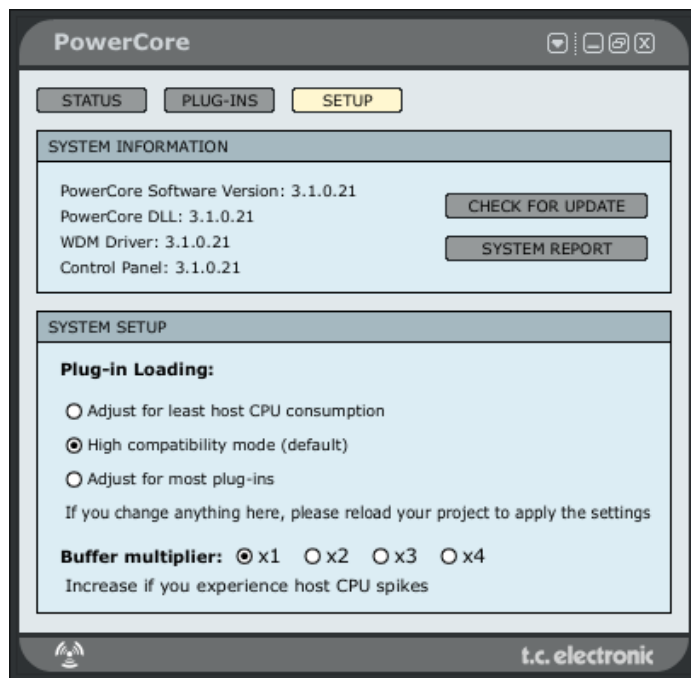 PowerCore
STATUS PLUG-INS SETUP
SYSTEM INFORMATION
PowerCore Software Version: 3.1.0.21
PowerCore DLL: 3.1.0.21
WDM Driver: 3.1.0.21
Control Panel: 3.1.0.21
CHECK FOR UPDATE
SYSTEM REPORT
SYSTEM SETUP
Plug-in Loading:
Adjust for least host CPU consumption
High compatibility mode (default)
Adjust for most plug-ins
If you change anything here, please reload your project to apply the settings
Buffer multiplier: x1 x2 x3 x4
Increase if you experience host CPU spikes
t.c. electronic